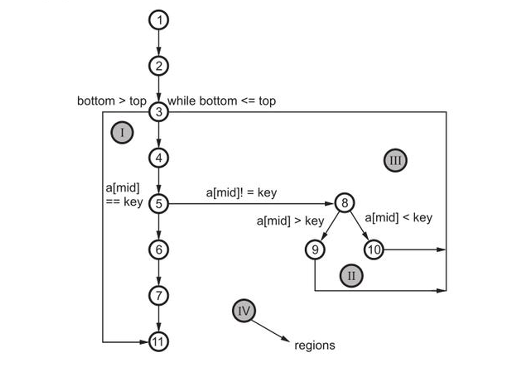 1
2
bottom > top
while bottom <= top
3
I
4
III
a[mid]
== key
5
a[mid]! = key
8
a[mid] > key
a[mid] < key
6
9
10
II
7
IV
11
regions